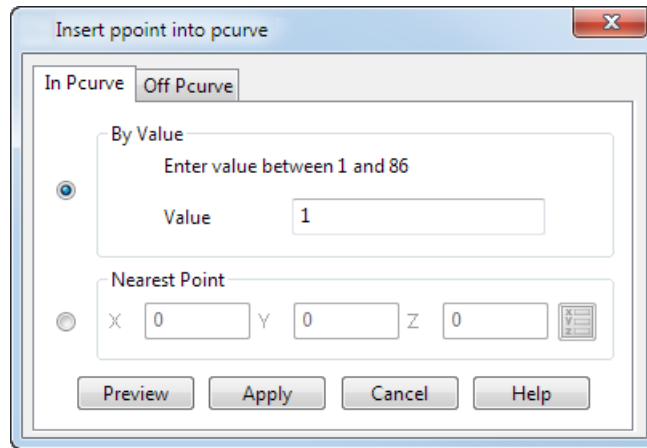 Insert ppoint into pcurve
In Pcurve Off Pcurve
By Value
Enter value between 1 and 86
Value 1
Nearest Point
X 0 Y 0 Z 0
X
Y
Z
Preview Apply Cancel Help